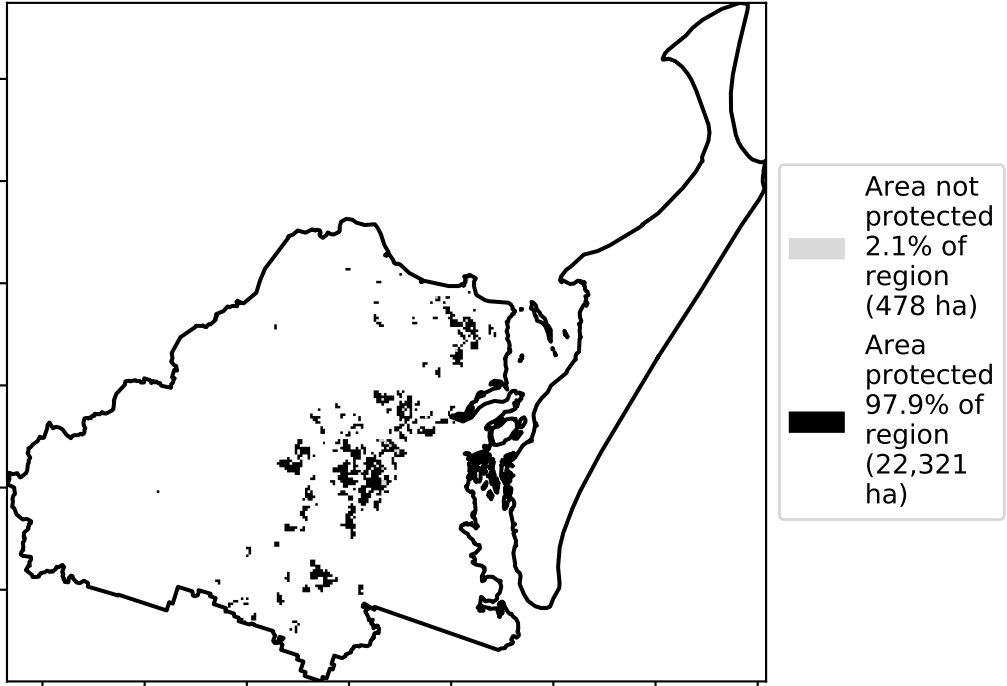 Area not
protected
2.1% of
region
(478 ha)
Area
protected
97.9% of
region
(22,321
ha)